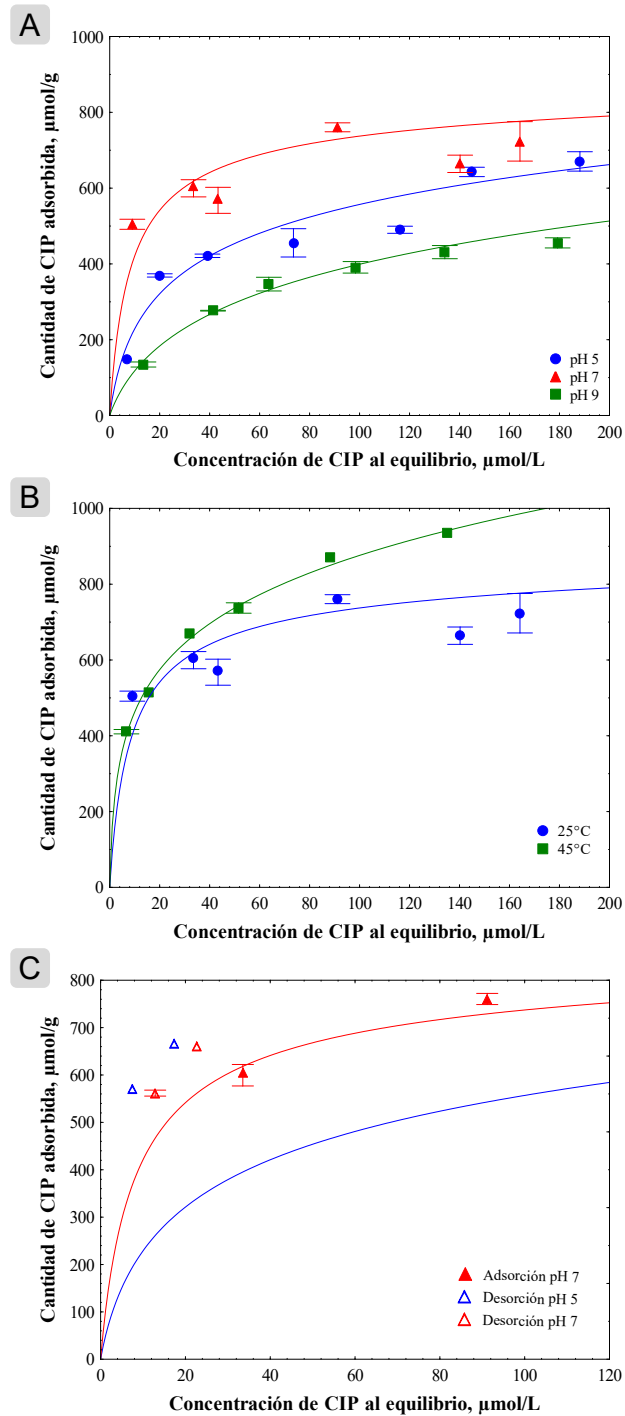 A
1000
800
600
400
200
0
Cantidad de CIP adsorbida, µmol/g
pH 5
pH 7
pH 9
0 20 40 60 80 100 120 140 160 180 200
Concentración de CIP al equilibrio, µmol/L
B
1000
800
600
400
200
0
Cantidad de CIP adsorbida, µmol/g
25°C
45°C
0 20 40 60 80 100 120 140 160 180 200
Concentración de CIP al equilibrio, µmol/L
C
800
700
600
500
400
300
200
100
0
Cantidad de CIP adsorbida, µmol/g
Adsorción pH 7
Desorción pH 5
Desorción pH 7
0 20 40 60 80 100 120
Concentración de CIP al equilibrio, µmol/L